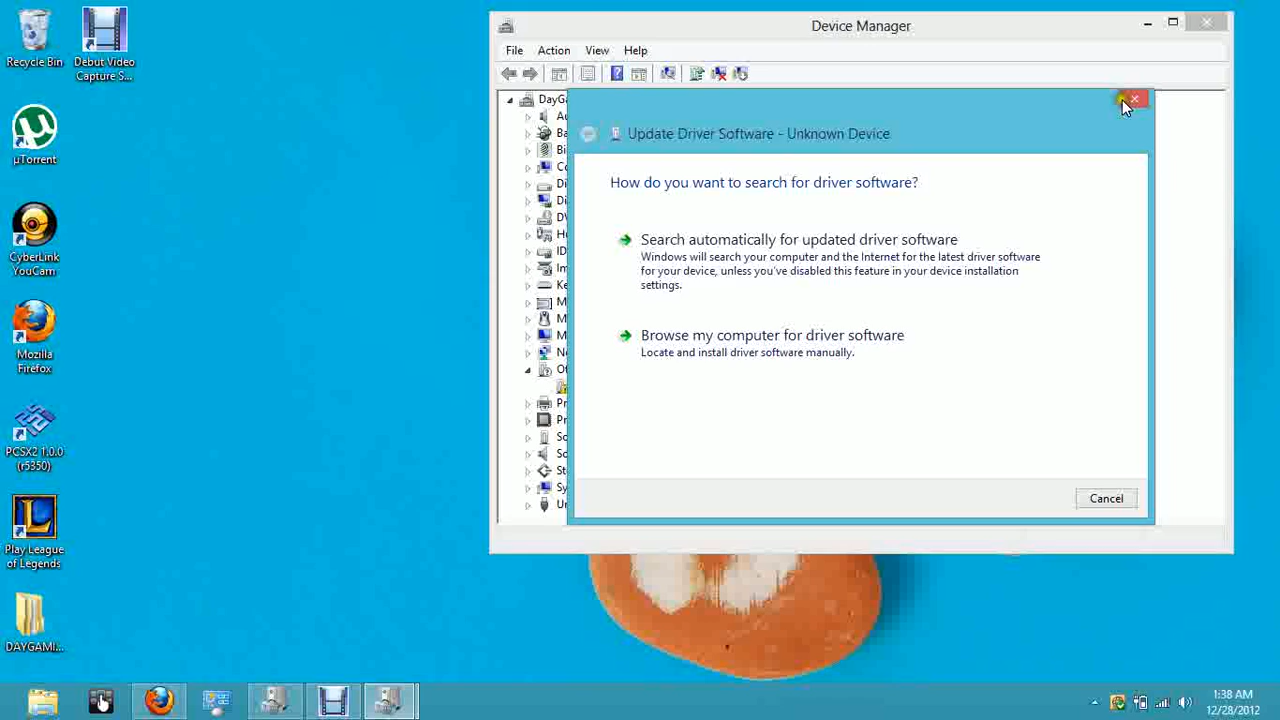 Recycle Bin
Debut Video
Capture S...
µTorrent
CyberLink
YouCam
Mozilla
Firefox
PCSX2 1.0.0
(r5350)
Play League
of Legends
DAYGAMI...
Device Manager
File Action View Help
DayGa
Update Driver Software - Unknown Device
How do you want to search for driver software?
Search automatically for updated driver software
Windows will search your computer and the Internet for the latest driver software
for your device, unless you've disabled this feature in your device installation
settings.
Browse my computer for driver software
Locate and install driver software manually.
Cancel
1:38 AM
12/28/2012